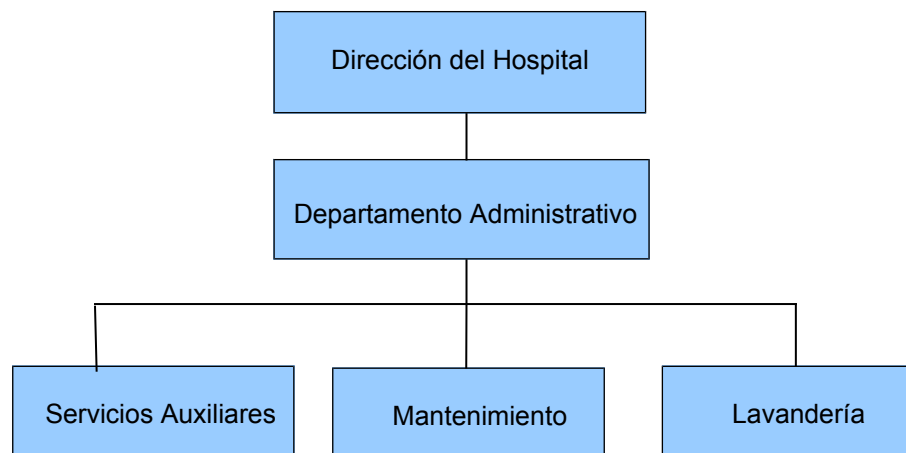 Dirección del Hospital
Departamento Administrativo
Servicios Auxiliares
Mantenimiento
Lavandería